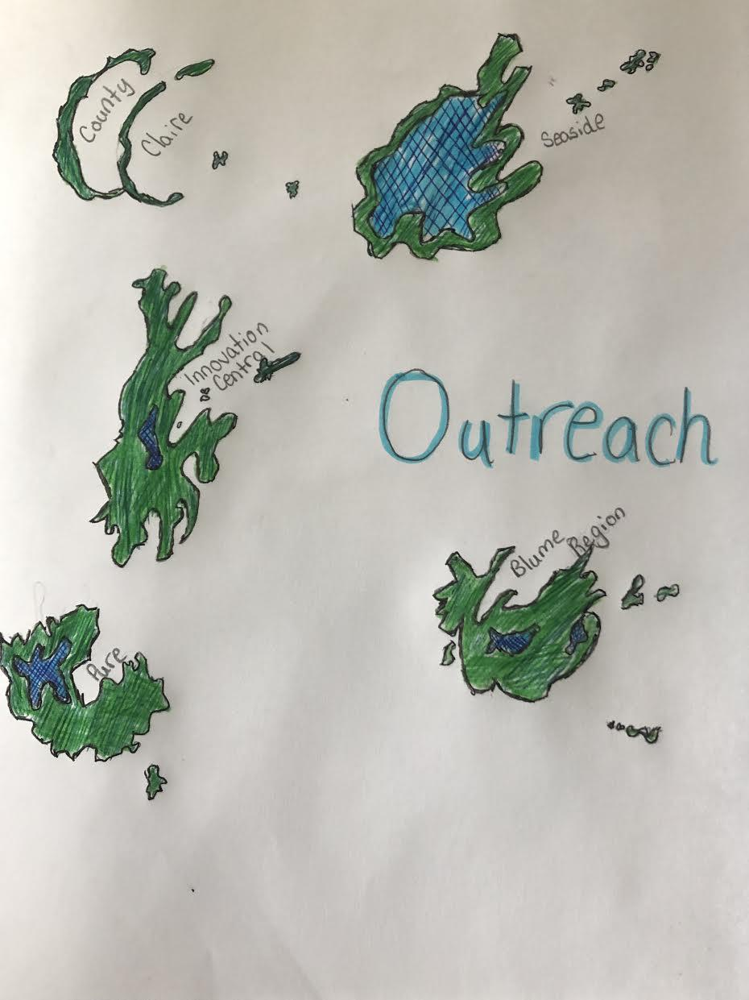 County
Claire
Seaside
Innovation
Central
Outreach
Blume
Region
Pure